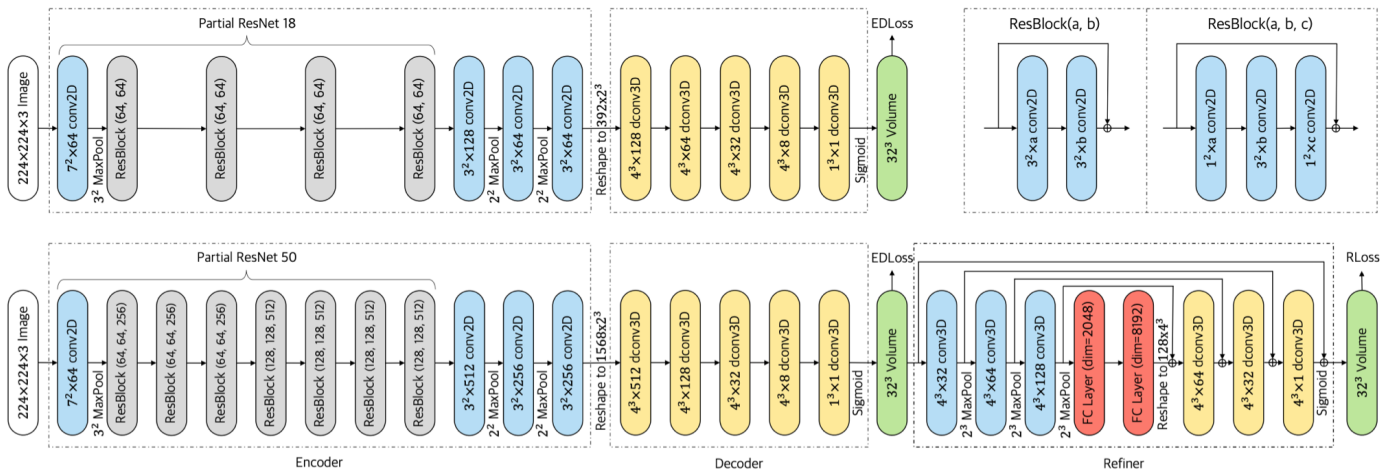 Partial ResNet 18
224×224×3 Image
7²×64 conv2D
3² MaxPool
ResBlock (64, 64)
ResBlock (64, 64)
ResBlock (64, 64)
ResBlock (64, 64)
3²×128 conv2D
2² MaxPool
3²×64 conv2D
2² MaxPool
3²×64 conv2D
Reshape to 392x2³
4³×128 dconv3D
4³×64 dconv3D
4³×32 dconv3D
4³×8 dconv3D
1³×1 dconv3D
Sigmoid
EDLoss
32³ Volume
ResBlock(a, b)
3²×a conv2D
3²×b conv2D
ResBlock(a, b, c)
1²×a conv2D
3²×b conv2D
1²×c conv2D
Partial ResNet 50
224×224×3 Image
7²×64 conv2D
3² MaxPool
ResBlock (64, 64, 256)
ResBlock (64, 64, 256)
ResBlock (64, 64, 256)
ResBlock (128, 128, 512)
ResBlock (128, 128, 512)
ResBlock (128, 128, 512)
ResBlock (128, 128, 512)
3²×512 conv2D
2² MaxPool
3²×256 conv2D
2² MaxPool
3²×256 conv2D
Reshape to 1568x2³
4³×512 dconv3D
4³×128 dconv3D
4³×32 dconv3D
4³×8 dconv3D
1³×1 dconv3D
Sigmoid
EDLoss
32³ Volume
4³×32 conv3D
2³ MaxPool
4³×64 conv3D
2³ MaxPool
4³×128 conv3D
2³ MaxPool
FC Layer (dim=2048)
FC Layer (dim=8192)
Reshape to 128x4³
4³×64 dconv3D
4³×32 dconv3D
4³×1 dconv3D
Sigmoid
RLoss
32³ Volume
Encoder
Decoder
Refiner